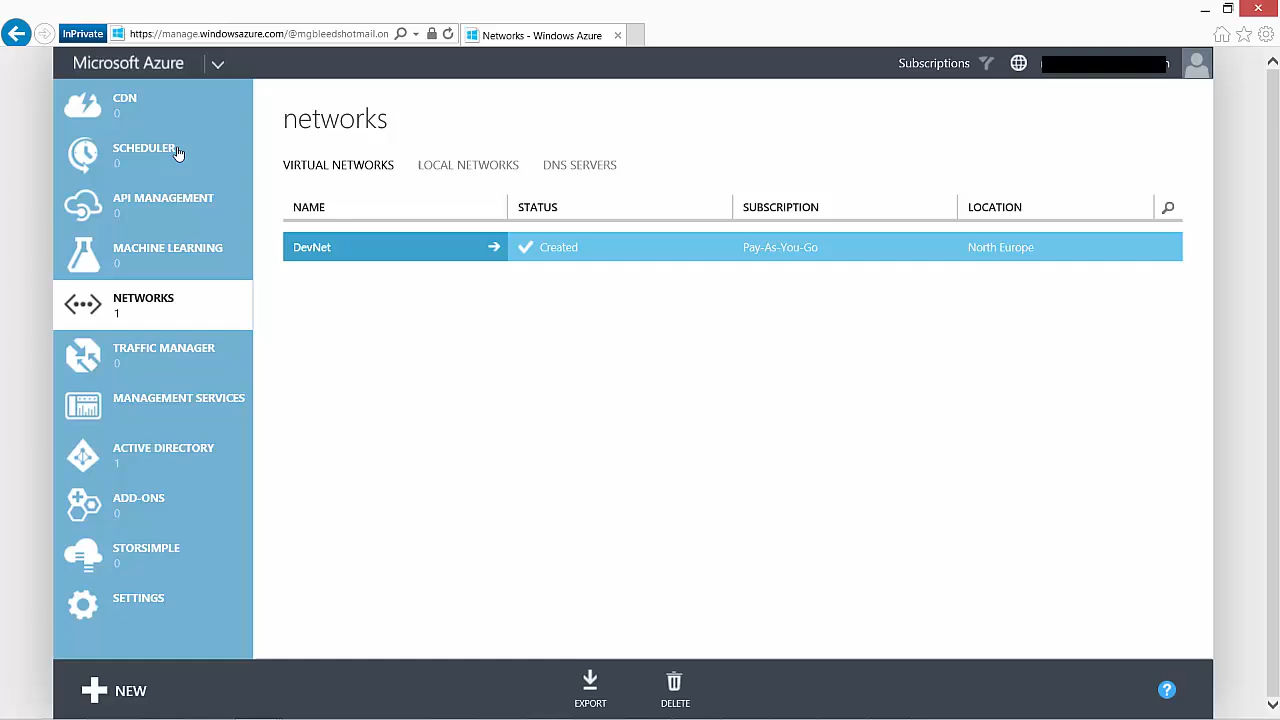 InPrivate
https://manage.windowsazure.com/@mgbleedshotmail.on
Networks - Windows Azure
Microsoft Azure
Subscriptions
CDN
0
SCHEDULER
0
API MANAGEMENT
0
MACHINE LEARNING
0
NETWORKS
1
TRAFFIC MANAGER
0
MANAGEMENT SERVICES
ACTIVE DIRECTORY
1
ADD-ONS
0
STORSIMPLE
0
SETTINGS
networks
VIRTUAL NETWORKS LOCAL NETWORKS DNS SERVERS
NAME STATUS SUBSCRIPTION LOCATION
DevNet Created Pay-As-You-Go North Europe
NEW
EXPORT
DELETE
?